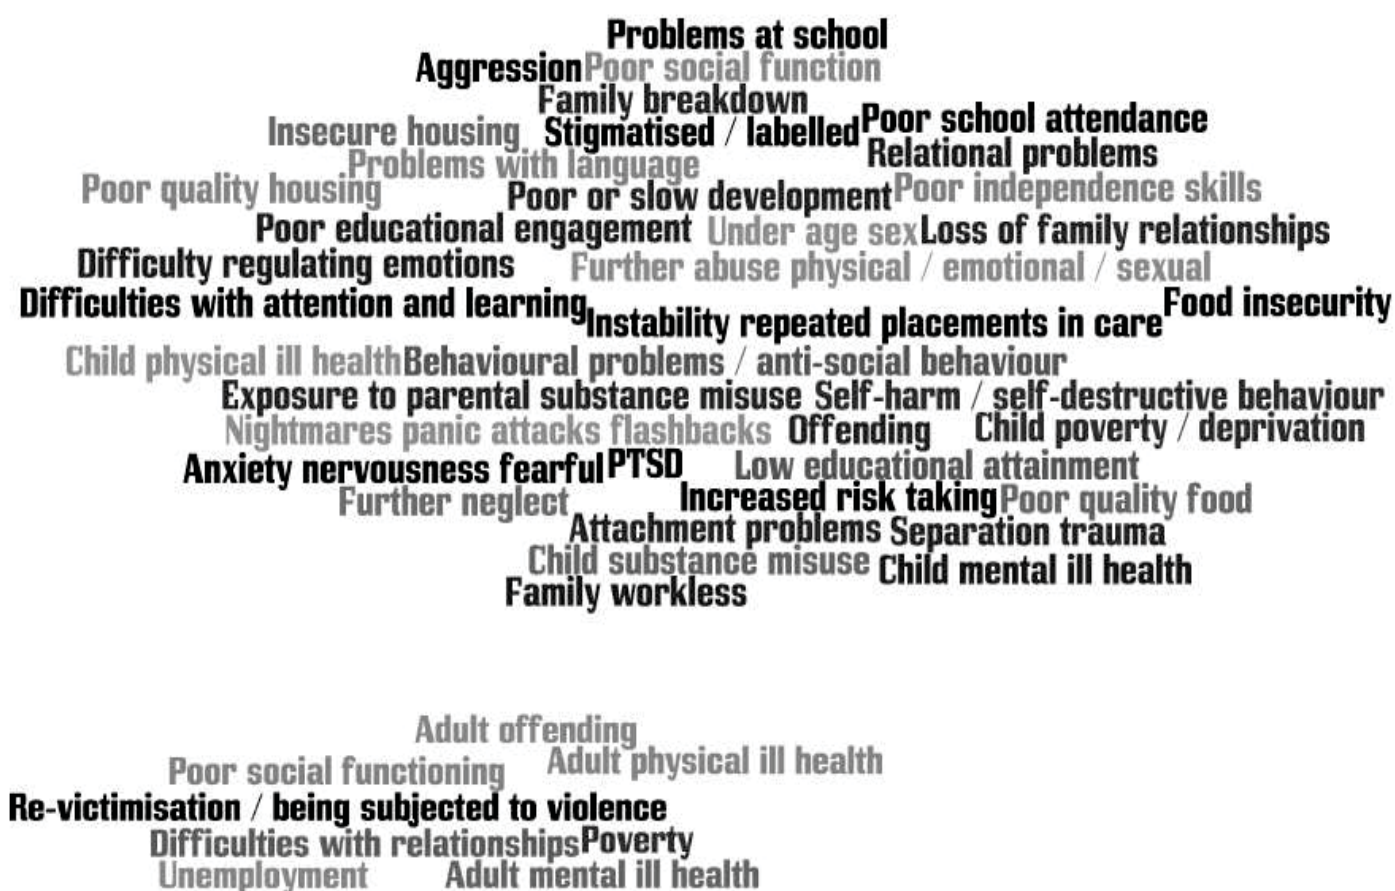 Problems at school
Aggression Poor social function
Family breakdown
Insecure housing Stigmatised / labelled Poor school attendance
Problems with language Relational problems
Poor quality housing Poor or slow development Poor independence skills
Poor educational engagement Under age sex Loss of family relationships
Difficulty regulating emotions Further abuse physical / emotional / sexual
Difficulties with attention and learning Instability repeated placements in care Food insecurity
Child physical ill health Behavioural problems / anti-social behaviour
Exposure to parental substance misuse Self-harm / self-destructive behaviour
Nightmares panic attacks flashbacks Offending Child poverty / deprivation
Anxiety nervousness fearful PTSD Low educational attainment
Further neglect Increased risk taking Poor quality food
Attachment problems Separation trauma
Child substance misuse Child mental ill health
Family workless
Adult offending
Poor social functioning Adult physical ill health
Re-victimisation / being subjected to violence
Difficulties with relationships Poverty
Unemployment Adult mental ill health